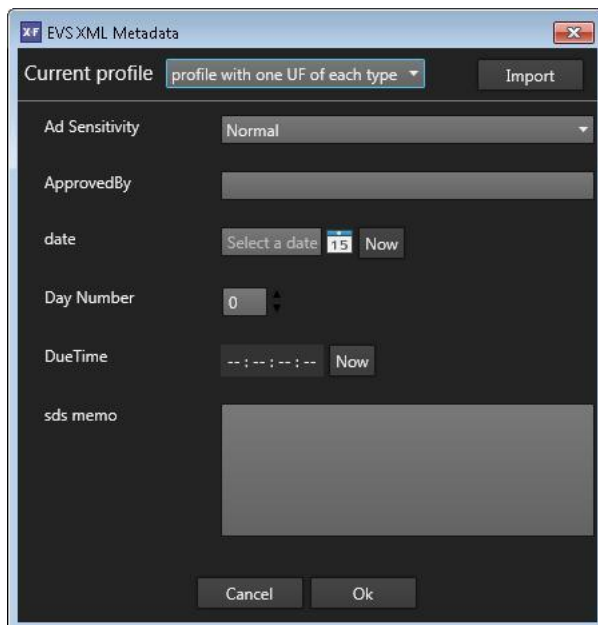 XF EVS XML Metadata
Current profile profile with one UF of each type Import
Ad Sensitivity Normal
ApprovedBy
date Select a date 15 Now
Day Number 0
DueTime -- : -- : -- : -- Now
sds memo
Cancel Ok